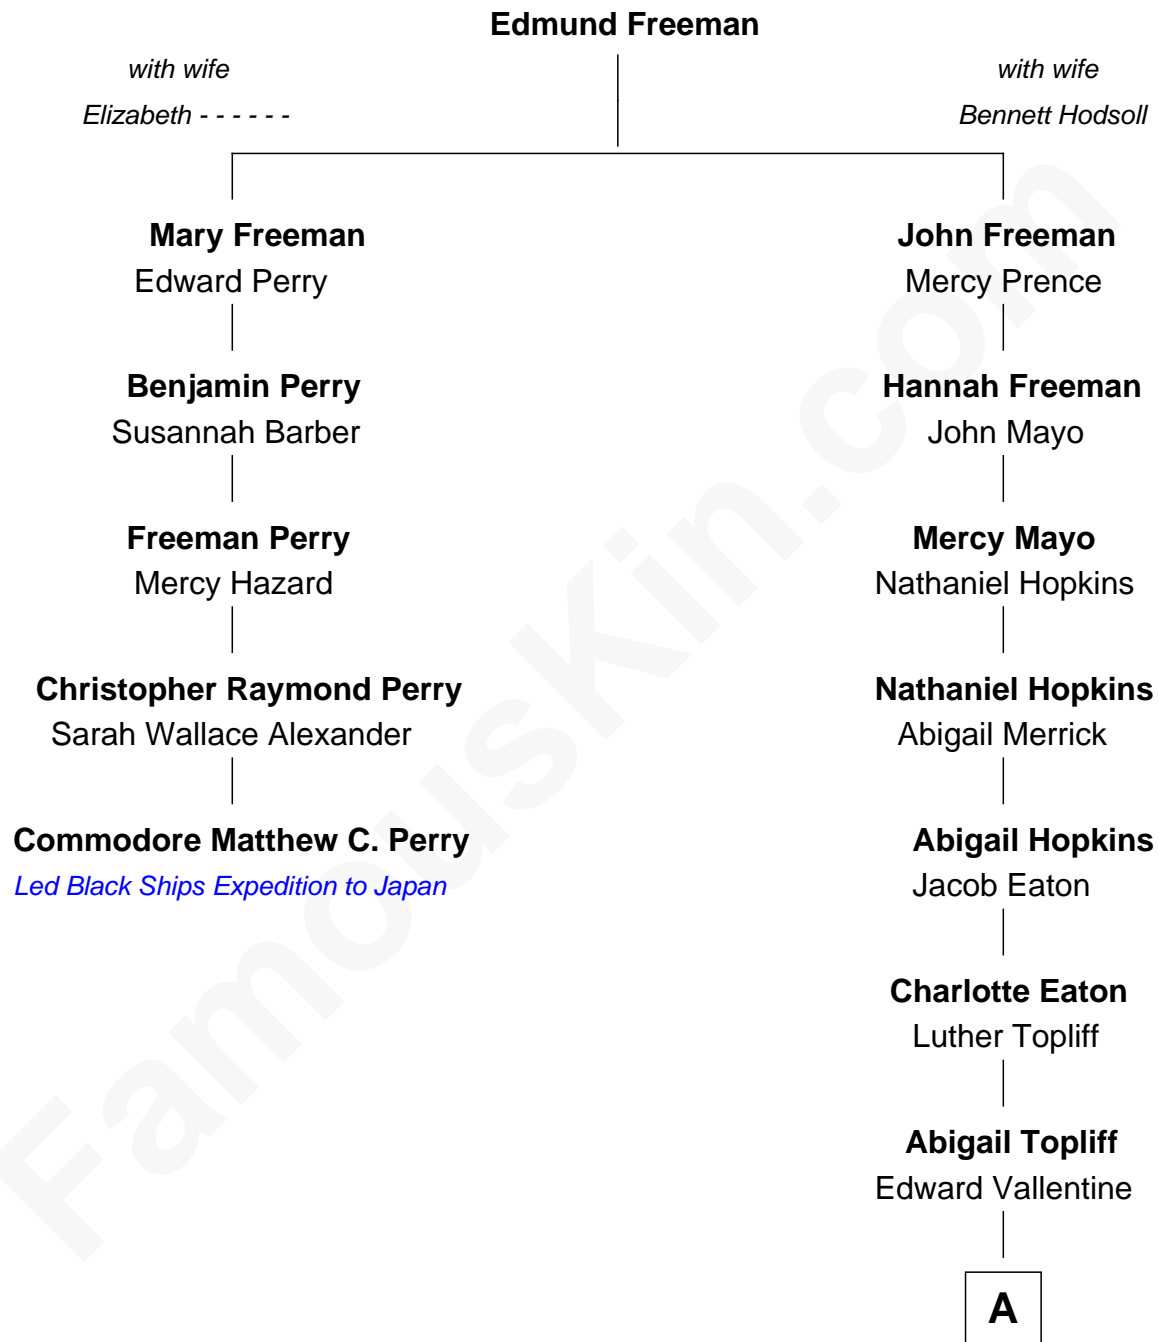 Edmund Freeman
with wife
Elizabeth - - - - - -
with wife
Bennett Hodsoll
Mary Freeman
Edward Perry
Benjamin Perry
Susannah Barber
Freeman Perry
Mercy Hazard
Christopher Raymond Perry
Sarah Wallace Alexander
Commodore Matthew C. Perry
Led Black Ships Expedition to Japan
John Freeman
Mercy Prence
Hannah Freeman
John Mayo
Mercy Mayo
Nathaniel Hopkins
Nathaniel Hopkins
Abigail Merrick
Abigail Hopkins
Jacob Eaton
Charlotte Eaton
Luther Topliff
Abigail Topliff
Edward Vallentine
A
FamousKin.com